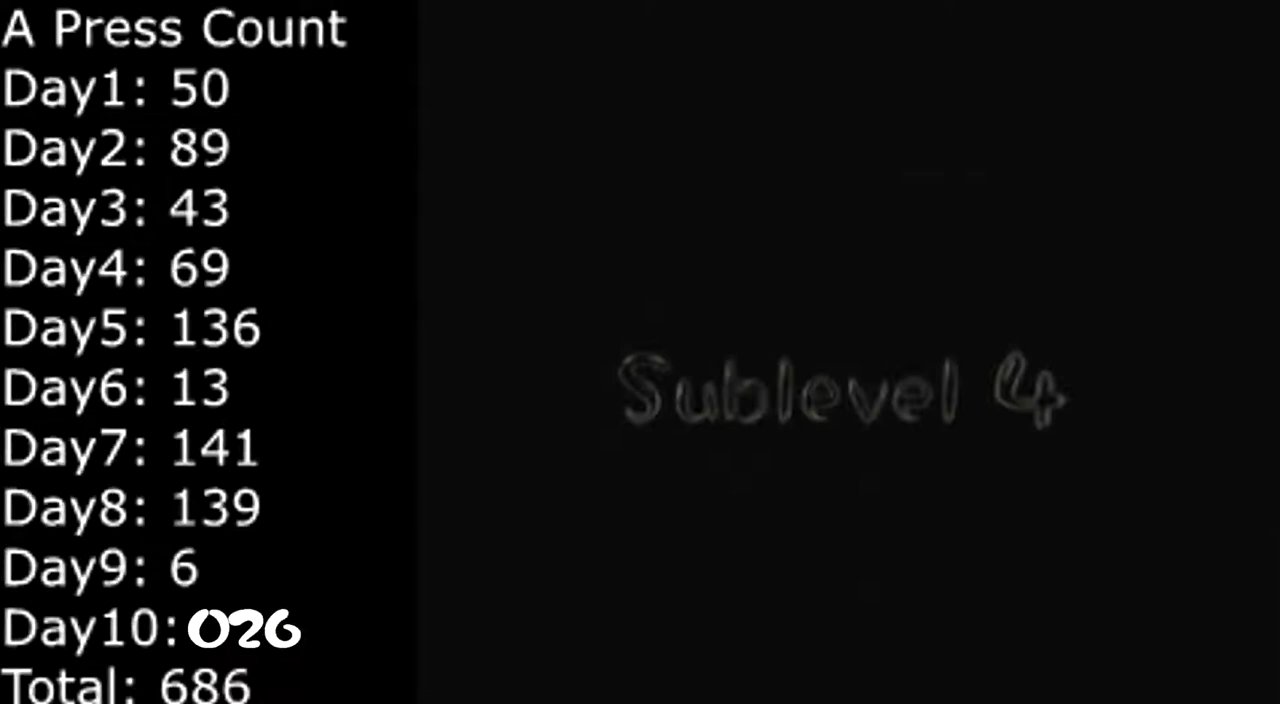 A Press Count
Day1: 50
Day2: 89
Day3: 43
Day4: 69
Day5: 136
Day6: 13
Day7: 141
Day8: 139
Day9: 6
Day10: 026
Total: 686
Sublevel 4